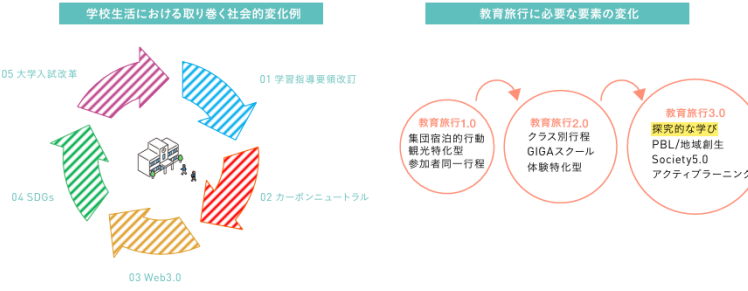 学校生活における取り巻く社会的変化例
05 大学入試改革
01 学習指導要領改訂
04 SDGs
02 カーボンニュートラル
03 Web3.0
教育旅行に必要な要素の変化
教育旅行1.0
集団宿泊的行動
観光特化型
参加者同一行程
教育旅行2.0
クラス別行程
GIGAスクール
体験特化型
教育旅行3.0
探究的な学び
PBL/地域創生
Society5.0
アクティブラーニング